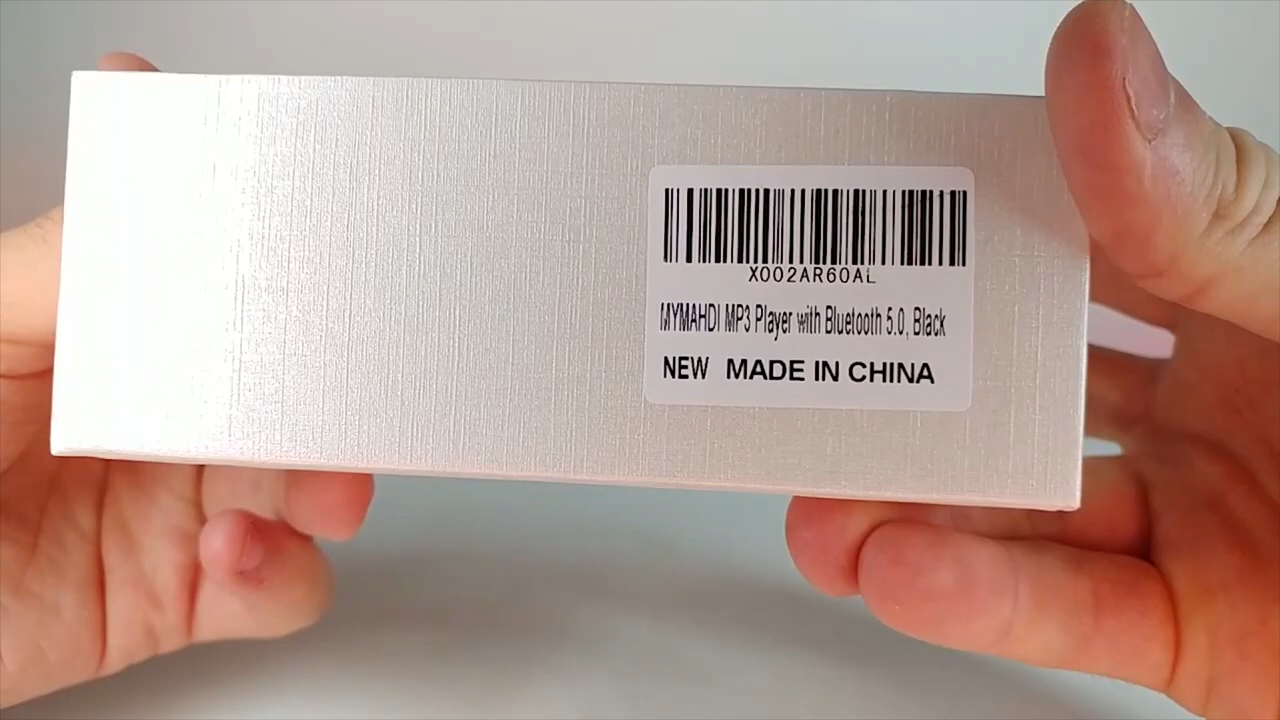 X002AR60AL
MYMAHDI MP3 Player with Bluetooth 5.0, Black
NEW MADE IN CHINA